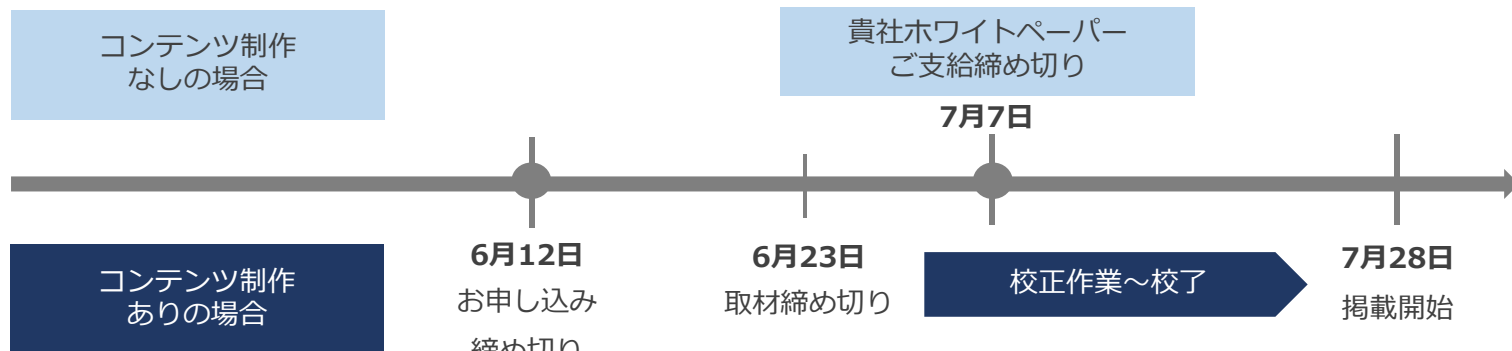 コンテンツ制作
なしの場合
貴社ホワイトペーパー
ご支給締め切り
7月7日
コンテンツ制作
ありの場合
6月12日
お申し込み
締め切り
6月23日
取材締め切り
校正作業～校了
7月28日
掲載開始